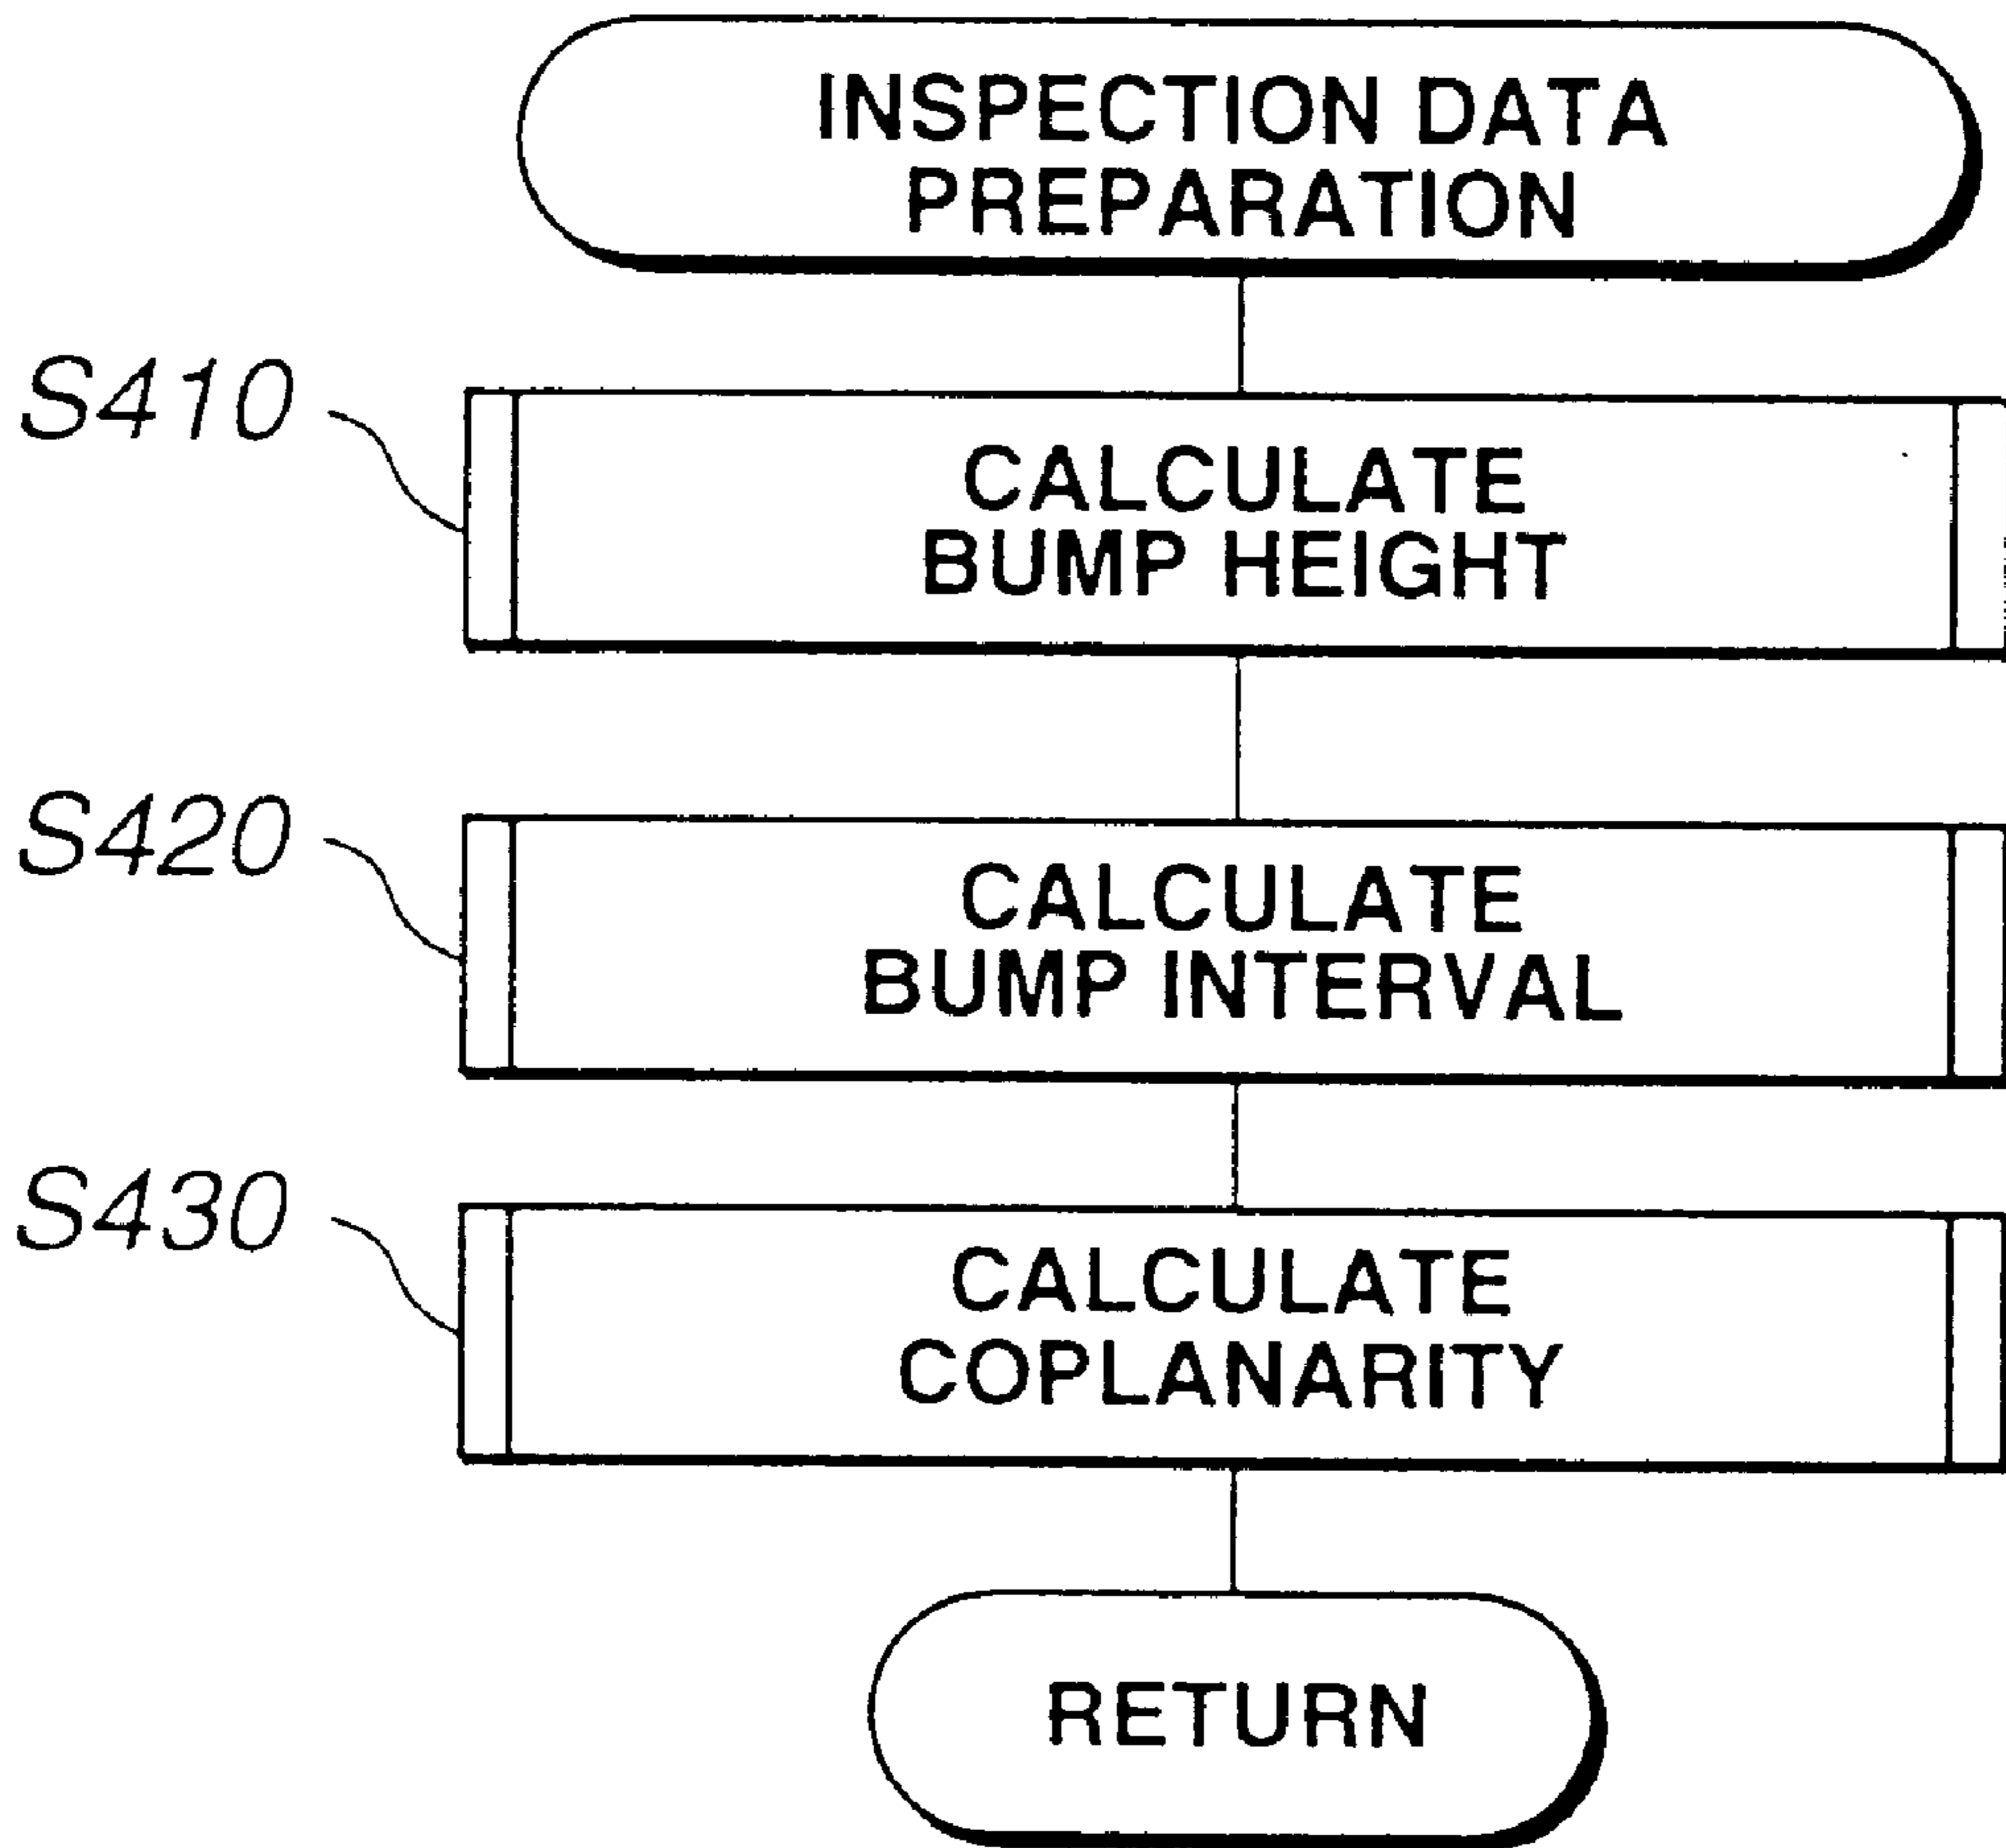 INSPECTION DATA
PREPARATION
S410
CALCULATE
BUMP HEIGHT
S420
CALCULATE
BUMP INTERVAL
S430
CALCULATE
COPLANARITY
RETURN